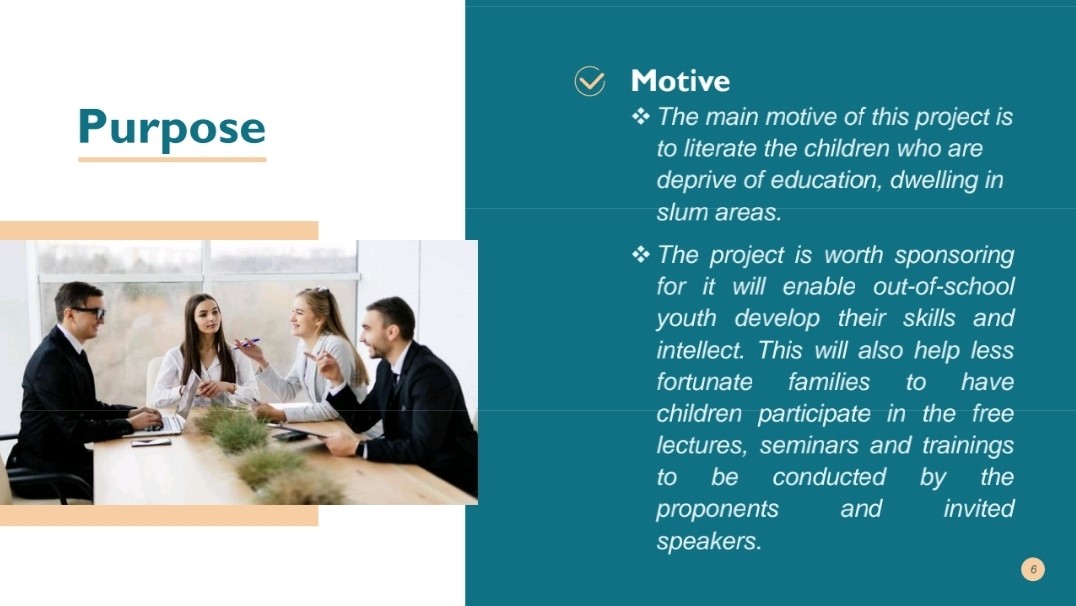 Purpose
Motive
❖ The main motive of this project is
to literate the children who are
deprive of education, dwelling in
slum areas.
❖ The project is worth sponsoring
for it will enable out-of-school
youth develop their skills and
intellect. This will also help less
fortunate families to have
children participate in the free
lectures, seminars and trainings
to be conducted by the
proponents and invited
speakers.
6